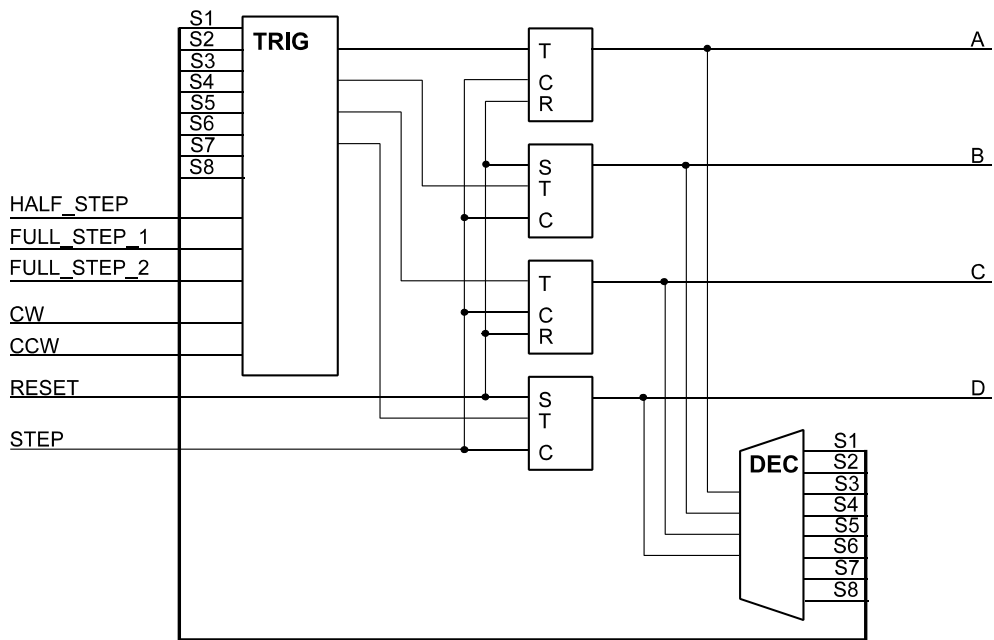 S1
S2
S3
S4
S5
S6
S7
S8
TRIG
HALF_STEP
FULL_STEP_1
FULL_STEP_2
CW
CCW
RESET
STEP
T
C
R
A
S
T
C
B
T
C
R
C
S
T
C
D
DEC
S1
S2
S3
S4
S5
S6
S7
S8